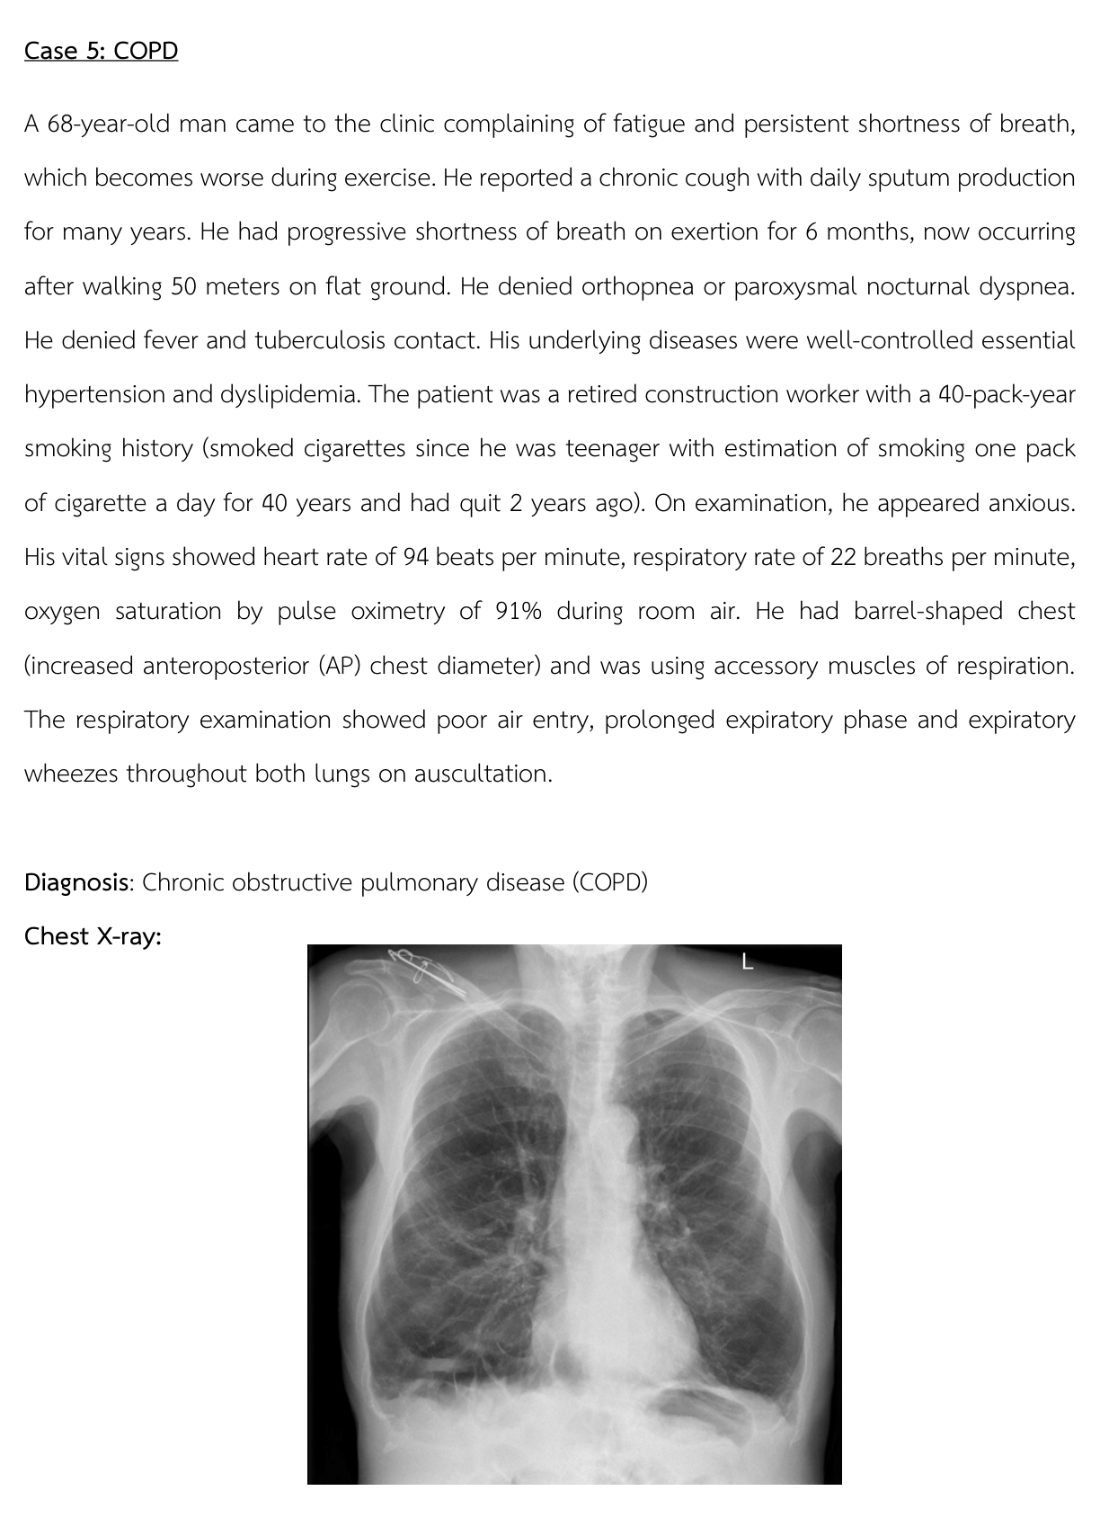 Case 5: COPD
A 68-year-old man came to the clinic complaining of fatigue and persistent shortness of breath,
which becomes worse during exercise. He reported a chronic cough with daily sputum production
for many years. He had progressive shortness of breath on exertion for 6 months, now occurring
after walking 50 meters on flat ground. He denied orthopnea or paroxysmal nocturnal dyspnea.
He denied fever and tuberculosis contact. His underlying diseases were well-controlled essential
hypertension and dyslipidemia. The patient was a retired construction worker with a 40-pack-year
smoking history (smoked cigarettes since he was teenager with estimation of smoking one pack
of cigarette a day for 40 years and had quit 2 years ago). On examination, he appeared anxious.
His vital signs showed heart rate of 94 beats per minute, respiratory rate of 22 breaths per minute,
oxygen saturation by pulse oximetry of 91% during room air. He had barrel-shaped chest
(increased anteroposterior (AP) chest diameter) and was using accessory muscles of respiration.
The respiratory examination showed poor air entry, prolonged expiratory phase and expiratory
wheezes throughout both lungs on auscultation.
Diagnosis: Chronic obstructive pulmonary disease (COPD)
Chest X-ray:
L